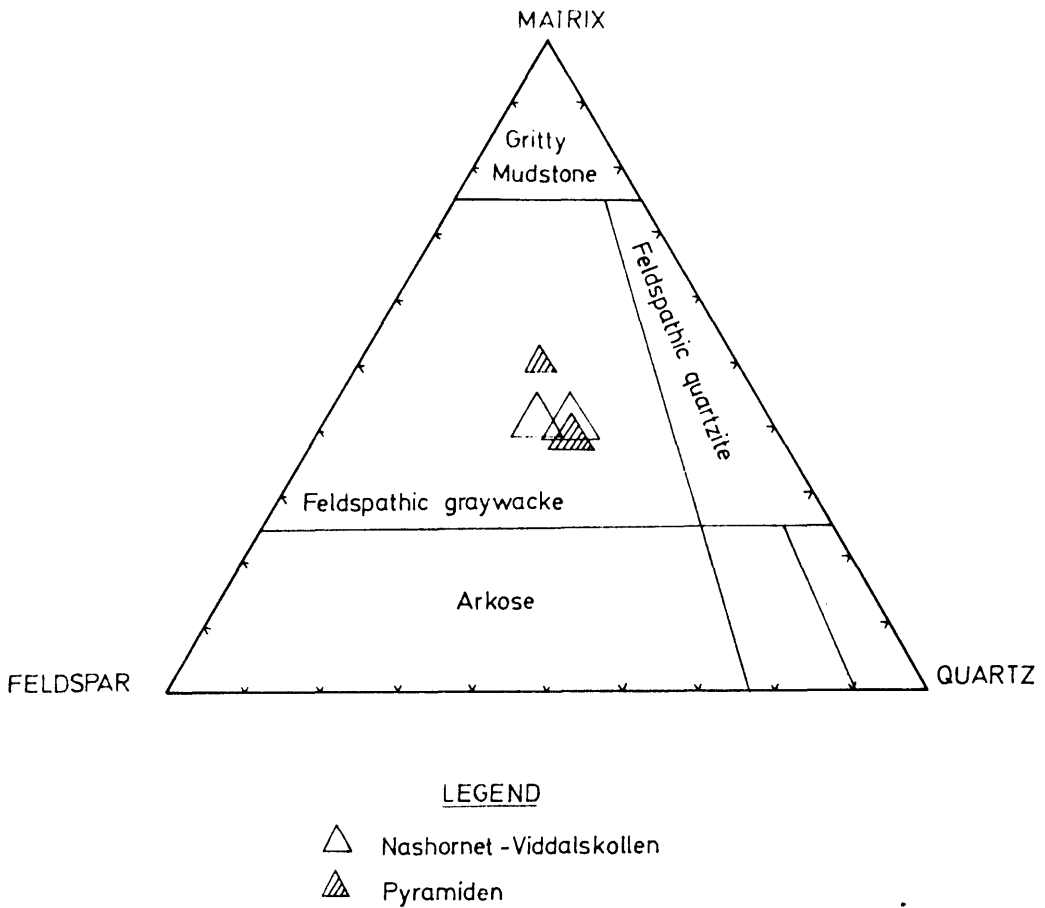 MATRIX
Gritty
Mudstone
Feldspathic quartzite
Feldspathic graywacke
Arkose
FELDSPAR
QUARTZ
LEGEND
Nashornet - Viddalskollen
Pyramiden